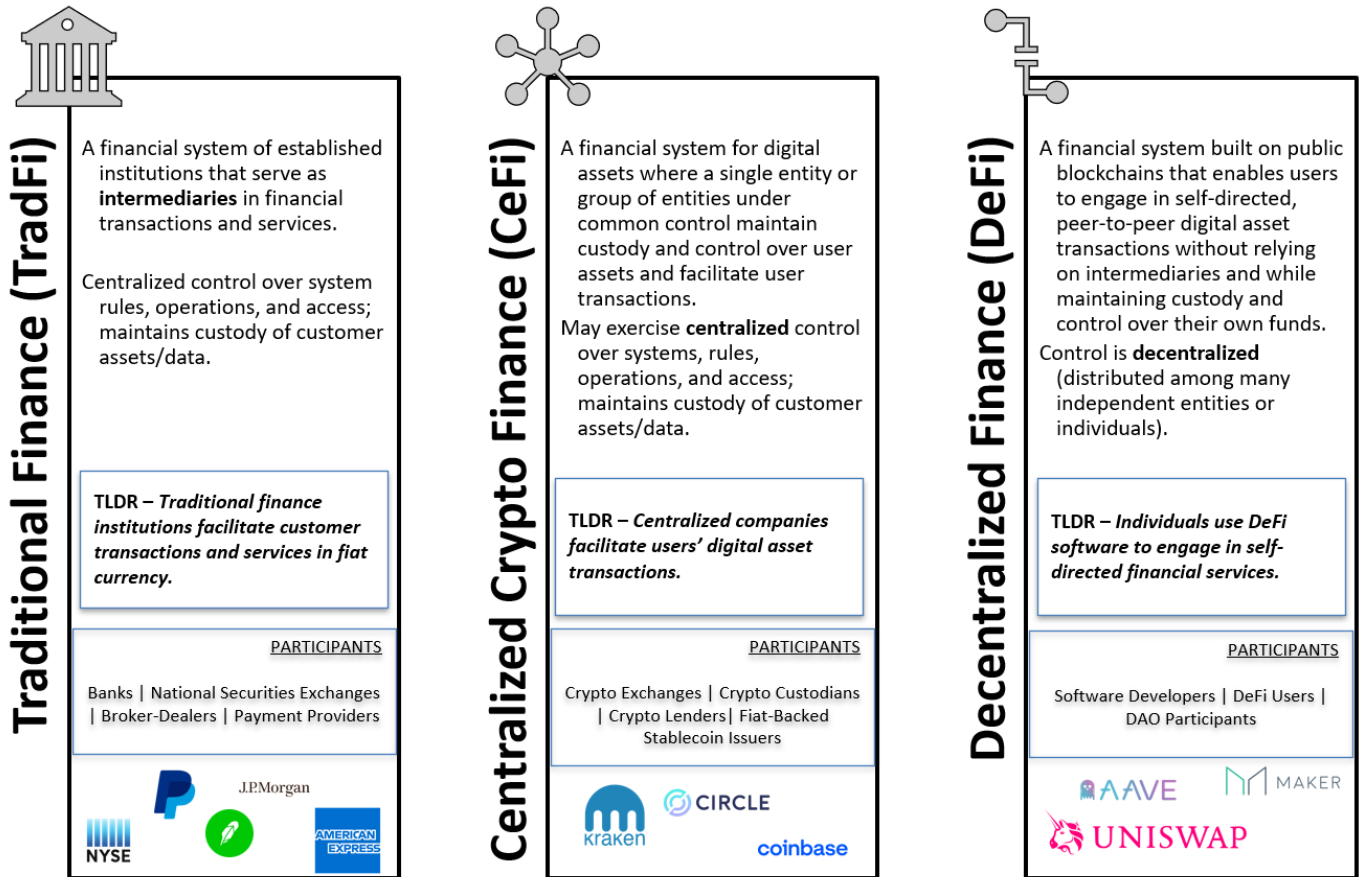 Traditional Finance (TradFi)
A financial system of established
institutions that serve as
intermediaries in financial
transactions and services.
Centralized control over system
rules, operations, and access;
maintains custody of customer
assets/data.
TLDR – Traditional finance
institutions facilitate customer
transactions and services in fiat
currency.
PARTICIPANTS
Banks | National Securities Exchanges
| Broker-Dealers | Payment Providers
J.P.Morgan
NYSE
AMERICAN
EXPRESS
Centralized Crypto Finance (CeFi)
A financial system for digital
assets where a single entity or
group of entities under
common control maintain
custody and control over user
assets and facilitate user
transactions.
May exercise centralized control
over systems, rules,
operations, and access;
maintains custody of customer
assets/data.
TLDR – Centralized companies
facilitate users’ digital asset
transactions.
PARTICIPANTS
Crypto Exchanges | Crypto Custodians
| Crypto Lenders| Fiat-Backed
Stablecoin Issuers
kraken
CIRCLE
coinbase
Decentralized Finance (DeFi)
A financial system built on public
blockchains that enables users
to engage in self-directed,
peer-to-peer digital asset
transactions without relying
on intermediaries and while
maintaining custody and
control over their own funds.
Control is decentralized
(distributed among many
independent entities or
individuals).
TLDR – Individuals use DeFi
software to engage in self-
directed financial services.
PARTICIPANTS
Software Developers | DeFi Users |
DAO Participants
AAVE
MAKER
UNISWAP